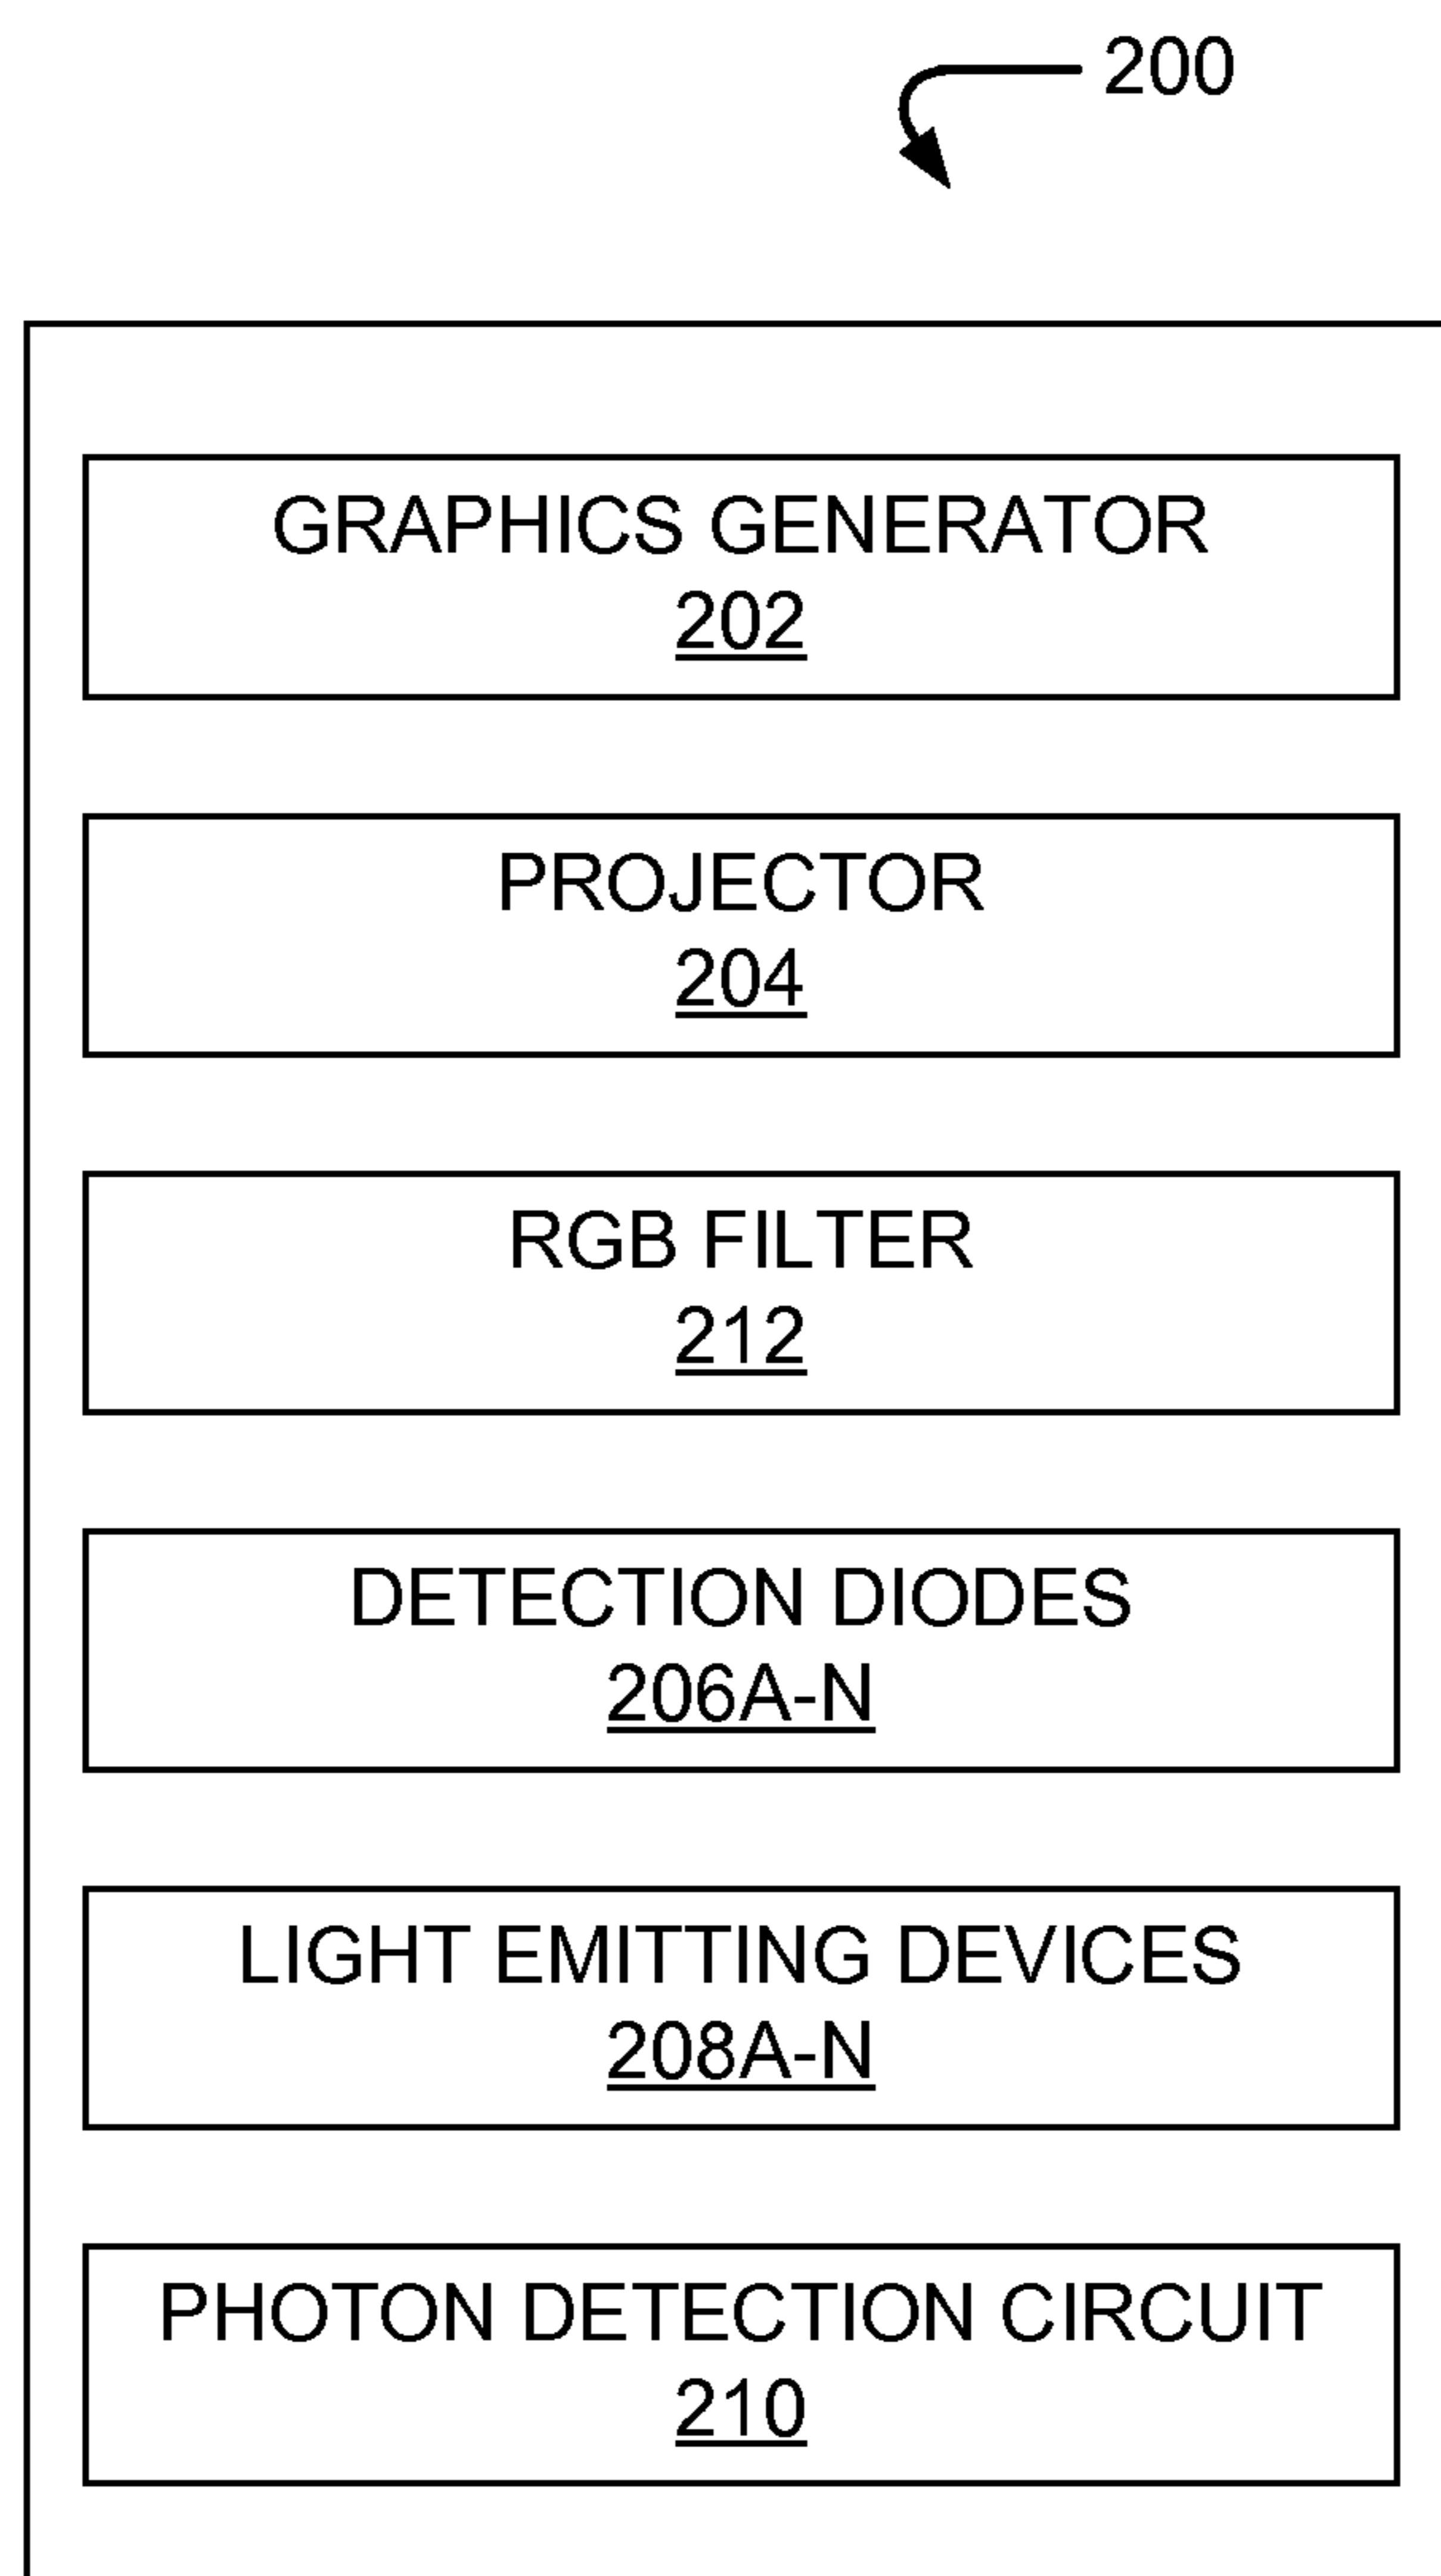 200
GRAPHICS GENERATOR
202
PROJECTOR
204
RGB FILTER
212
DETECTION DIODES
206A-N
LIGHT EMITTING DEVICES
208A-N
PHOTON DETECTION CIRCUIT
210